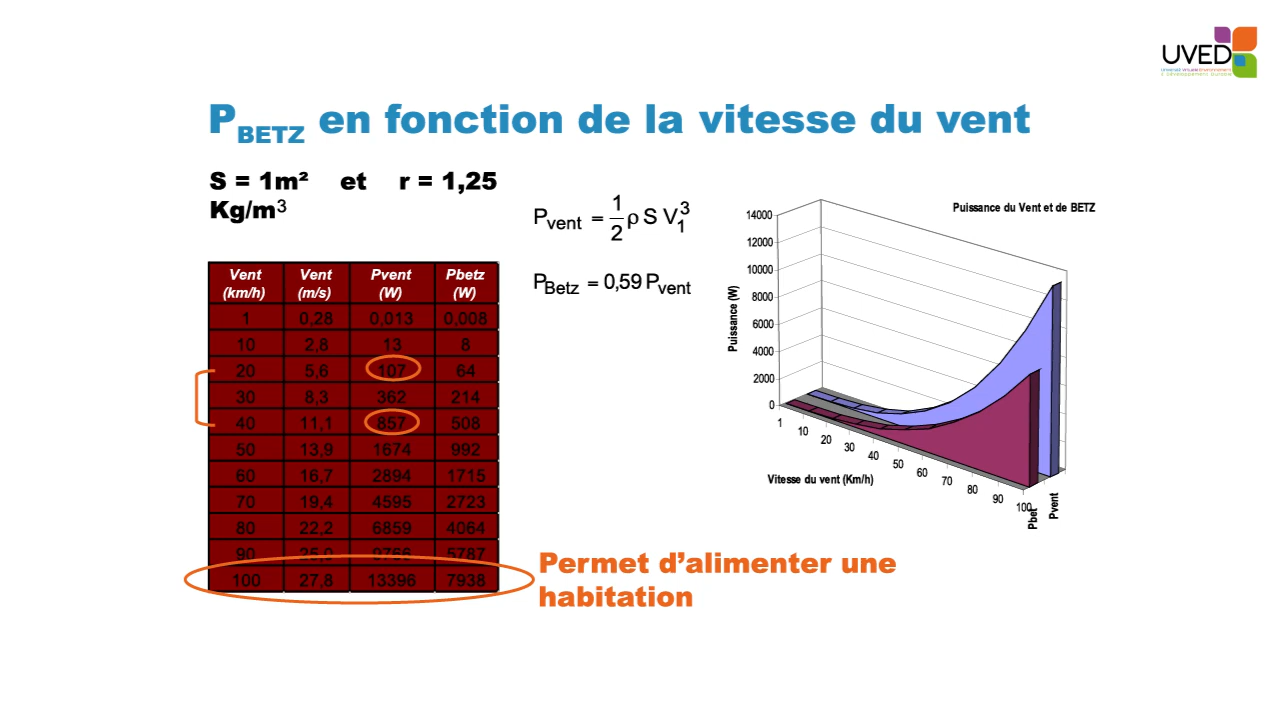 UVED
P_BETZ en fonction de la vitesse du vent
S = 1m² et r = 1,25
Kg/m³
P_vent = 1/2 ρ S V₁³
P_Betz = 0,59 P_vent
Vent (km/h) Vent (m/s) Pvent (W) Pbetz (W)
1 0,28 0,013 0,008
10 2,8 13 8
20 5,6 107 64
30 8,3 362 214
40 11,1 857 508
50 13,9 1674 992
60 16,7 2894 1715
70 19,4 4595 2723
80 22,2 6859 4064
90 25,0 9766 5787
100 27,8 13396 7938
Puissance du Vent et de BETZ
Puissance (W)
14000
12000
10000
8000
6000
4000
2000
0
1 10 20 30 40 50 60 70 80 90 100
Vitesse du vent (Km/h)
Pbet
Pvent
Permet d’alimenter une
habitation